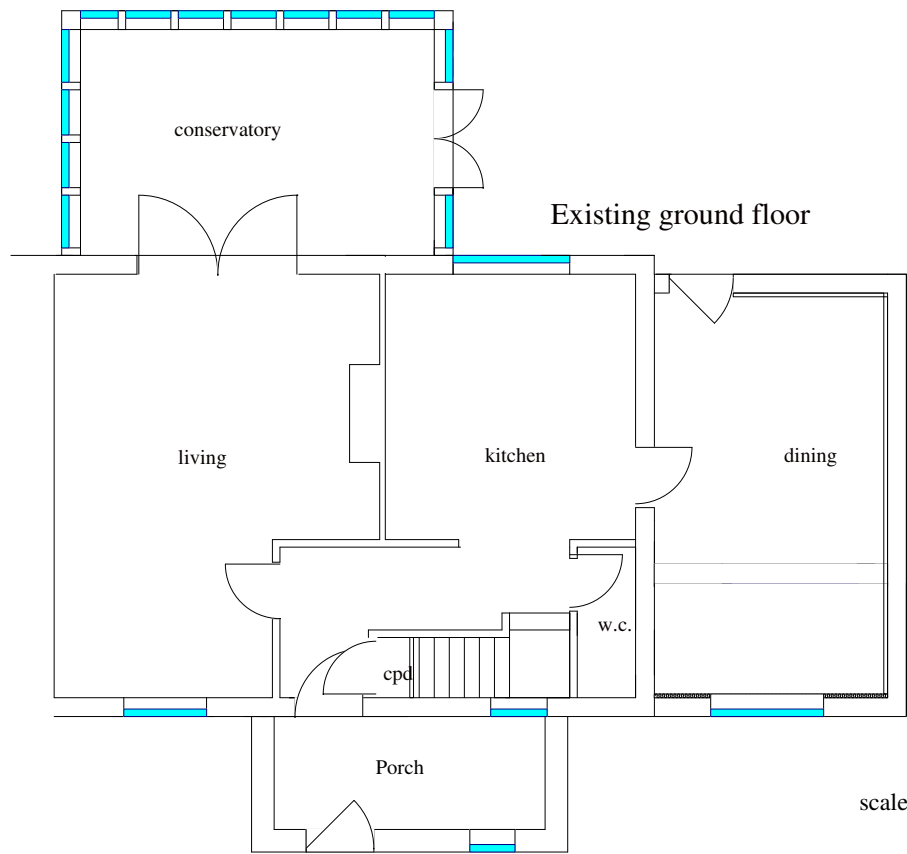 conservatory
Existing ground floor
living
kitchen
dining
w.c.
cpd
Porch
scale